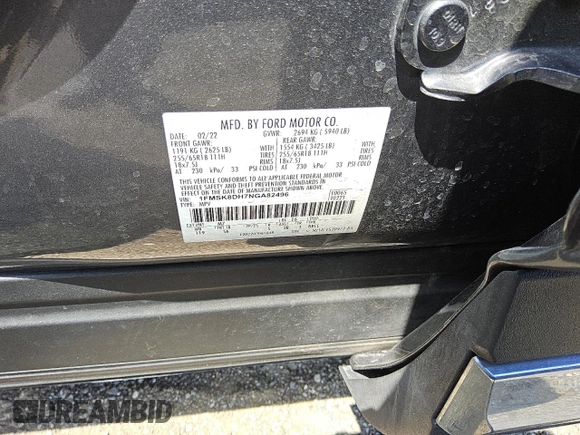 MFD. BY FORD MOTOR CO.
DATE: 02/22 GVWR: 2694 KG ( 5940 LB)
FRONT GAWR: REAR GAWR:
1191 KG ( 2625 LB) WITH 1554 KG ( 3425 LB) WITH
255/65R18 111H TIRES 255/65R18 111H TIRES
18x7.5J RIMS 18x7.5J RIMS
AT 230 kPa/ 33 PSI COLD AT 230 kPa/ 33 PSI COLD
THIS VEHICLE CONFORMS TO ALL APPLICABLE FEDERAL MOTOR
VEHICLE SAFETY AND THEFT PREVENTION STANDARDS IN
EFFECT ON THE DATE OF MANUFACTURE SHOWN ABOVE.
VIN: 1FMSK8DH7NGA82496
TYPE: MPV
DREAMBID